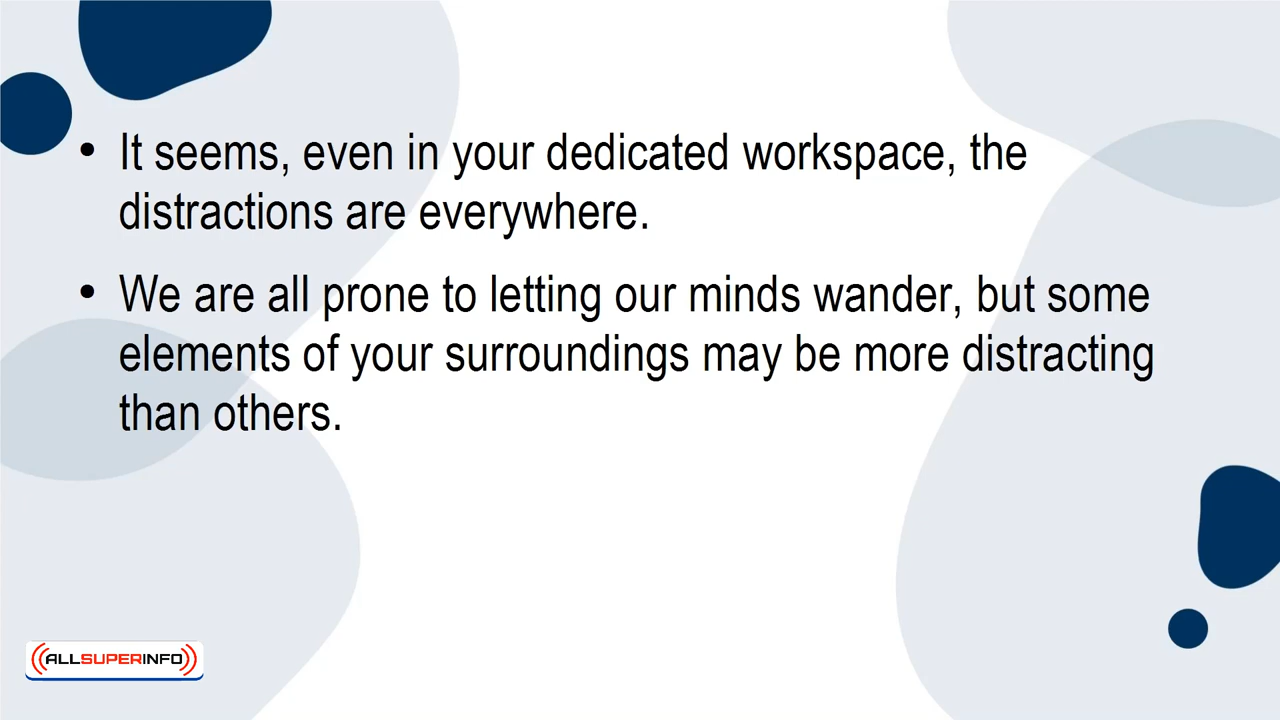 • It seems, even in your dedicated workspace, the
distractions are everywhere.
• We are all prone to letting our minds wander, but some
elements of your surroundings may be more distracting
than others.
ALLSUPERINFO